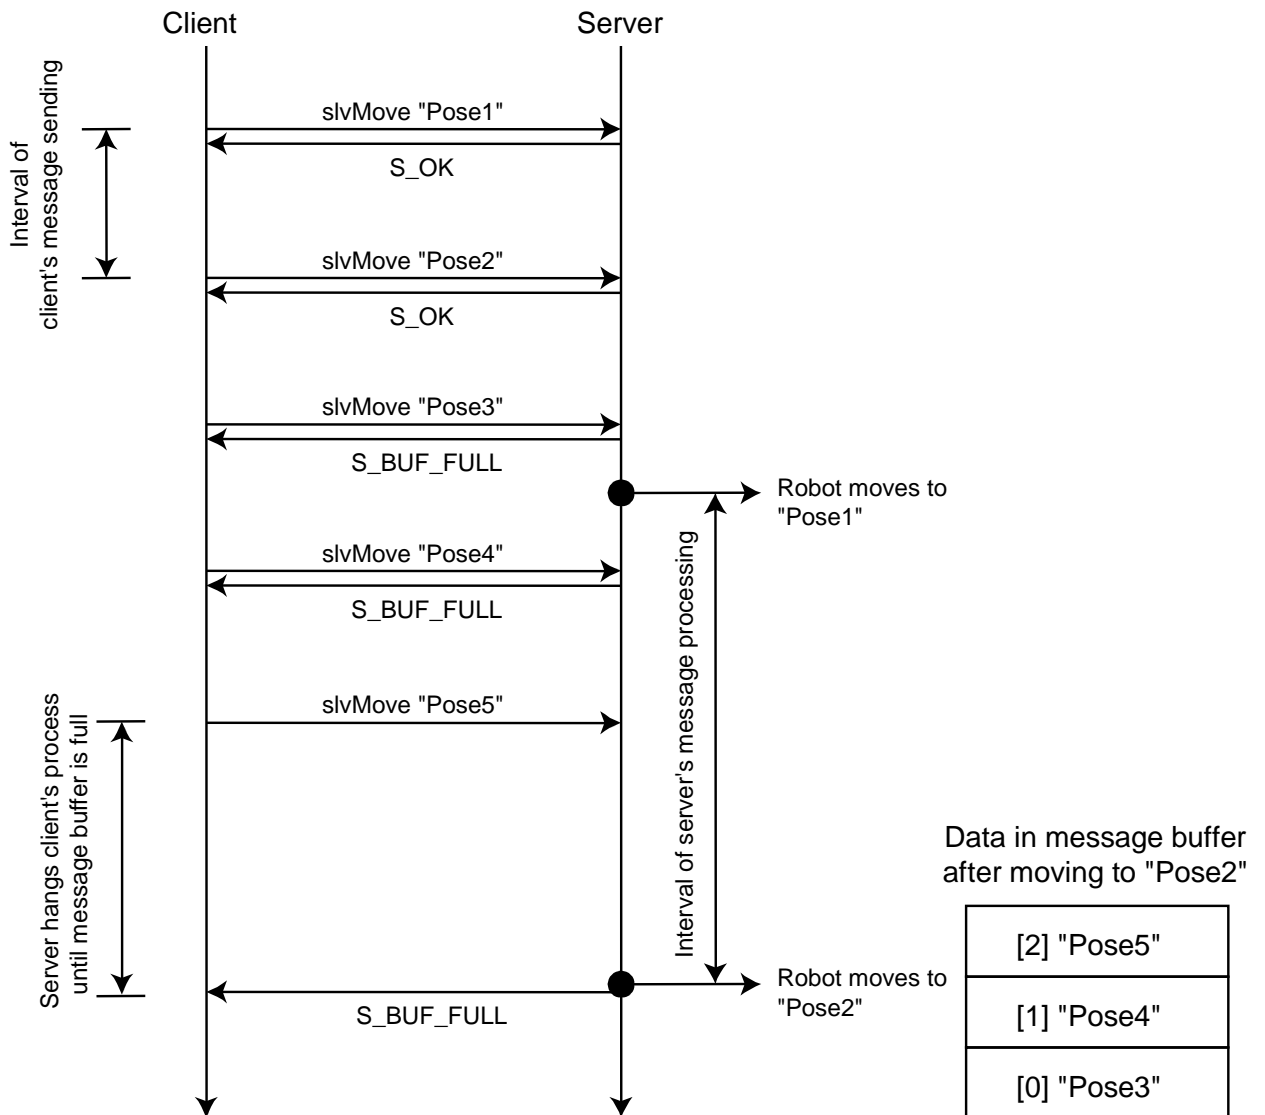 Client
Server
slvMove "Pose1"
S_OK
Interval of
client's message sending
slvMove "Pose2"
S_OK
slvMove "Pose3"
S_BUF_FULL
Robot moves to
"Pose1"
slvMove "Pose4"
S_BUF_FULL
Interval of server's message processing
slvMove "Pose5"
Server hangs client's process
until message buffer is full
Robot moves to
"Pose2"
S_BUF_FULL
Data in message buffer
after moving to "Pose2"
[2] "Pose5"
[1] "Pose4"
[0] "Pose3"